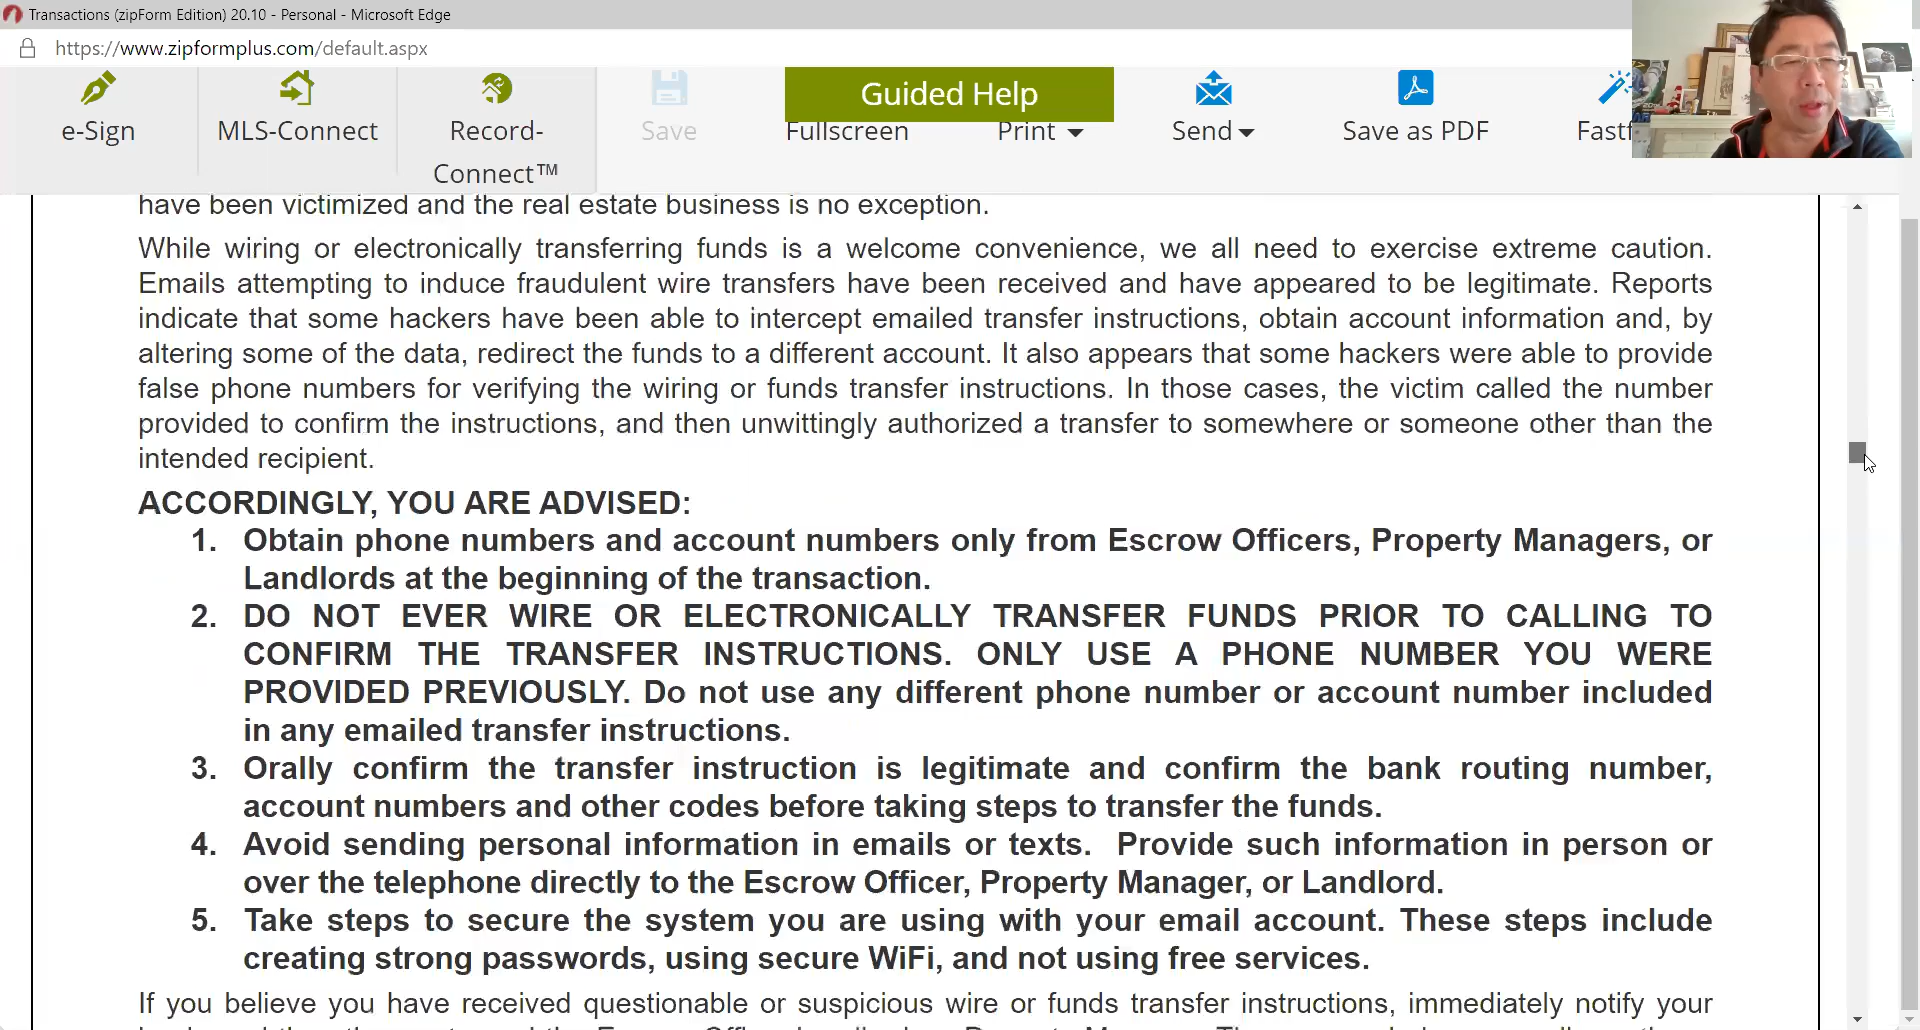 Transactions (zipForm Edition) 20.10 - Personal - Microsoft Edge
https://www.zipformplus.com/default.aspx
e-Sign
MLS-Connect
Record-
Connect™
Save
Guided Help
Fullscreen
Print
Send
Save as PDF
Fastf
have been victimized and the real estate business is no exception.
While wiring or electronically transferring funds is a welcome convenience, we all need to exercise extreme caution.
Emails attempting to induce fraudulent wire transfers have been received and have appeared to be legitimate. Reports
indicate that some hackers have been able to intercept emailed transfer instructions, obtain account information and, by
altering some of the data, redirect the funds to a different account. It also appears that some hackers were able to provide
false phone numbers for verifying the wiring or funds transfer instructions. In those cases, the victim called the number
provided to confirm the instructions, and then unwittingly authorized a transfer to somewhere or someone other than the
intended recipient.
ACCORDINGLY, YOU ARE ADVISED:
1. Obtain phone numbers and account numbers only from Escrow Officers, Property Managers, or
Landlords at the beginning of the transaction.
2. DO NOT EVER WIRE OR ELECTRONICALLY TRANSFER FUNDS PRIOR TO CALLING TO
CONFIRM THE TRANSFER INSTRUCTIONS. ONLY USE A PHONE NUMBER YOU WERE
PROVIDED PREVIOUSLY. Do not use any different phone number or account number included
in any emailed transfer instructions.
3. Orally confirm the transfer instruction is legitimate and confirm the bank routing number,
account numbers and other codes before taking steps to transfer the funds.
4. Avoid sending personal information in emails or texts. Provide such information in person or
over the telephone directly to the Escrow Officer, Property Manager, or Landlord.
5. Take steps to secure the system you are using with your email account. These steps include
creating strong passwords, using secure WiFi, and not using free services.
If you believe you have received questionable or suspicious wire or funds transfer instructions, immediately notify your